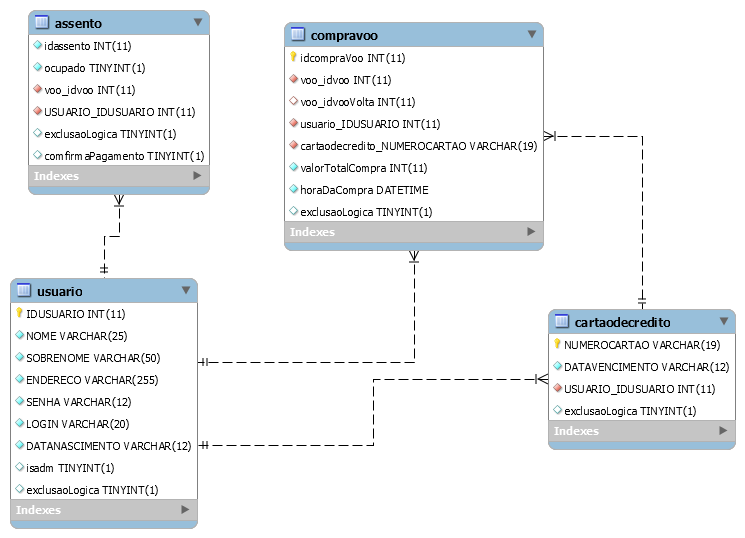 assento
idassento INT(11)
ocupado TINYINT(1)
voo_idvoo INT(11)
USUARIO_IDUSUARIO INT(11)
exclusaoLogica TINYINT(1)
comfirmaPagamento TINYINT(1)
Indexes
compravoo
idcompraVoo INT(11)
voo_idvoo INT(11)
voo_idvooVolta INT(11)
usuario_IDUSUARIO INT(11)
cartaodecredito_NUMEROCARTAO VARCHAR(19)
valorTotalCompra INT(11)
horaDaCompra DATETIME
exclusaoLogica TINYINT(1)
Indexes
usuario
IDUSUARIO INT(11)
NOME VARCHAR(25)
SOBRENOME VARCHAR(50)
ENDERECO VARCHAR(255)
SENHA VARCHAR(12)
LOGIN VARCHAR(20)
DATANASCIMENTO VARCHAR(12)
isadm TINYINT(1)
exclusaoLogica TINYINT(1)
Indexes
cartaodecredito
NUMEROCARTAO VARCHAR(19)
DATAVENCIMENTO VARCHAR(12)
USUARIO_IDUSUARIO INT(11)
exclusaoLogica TINYINT(1)
Indexes